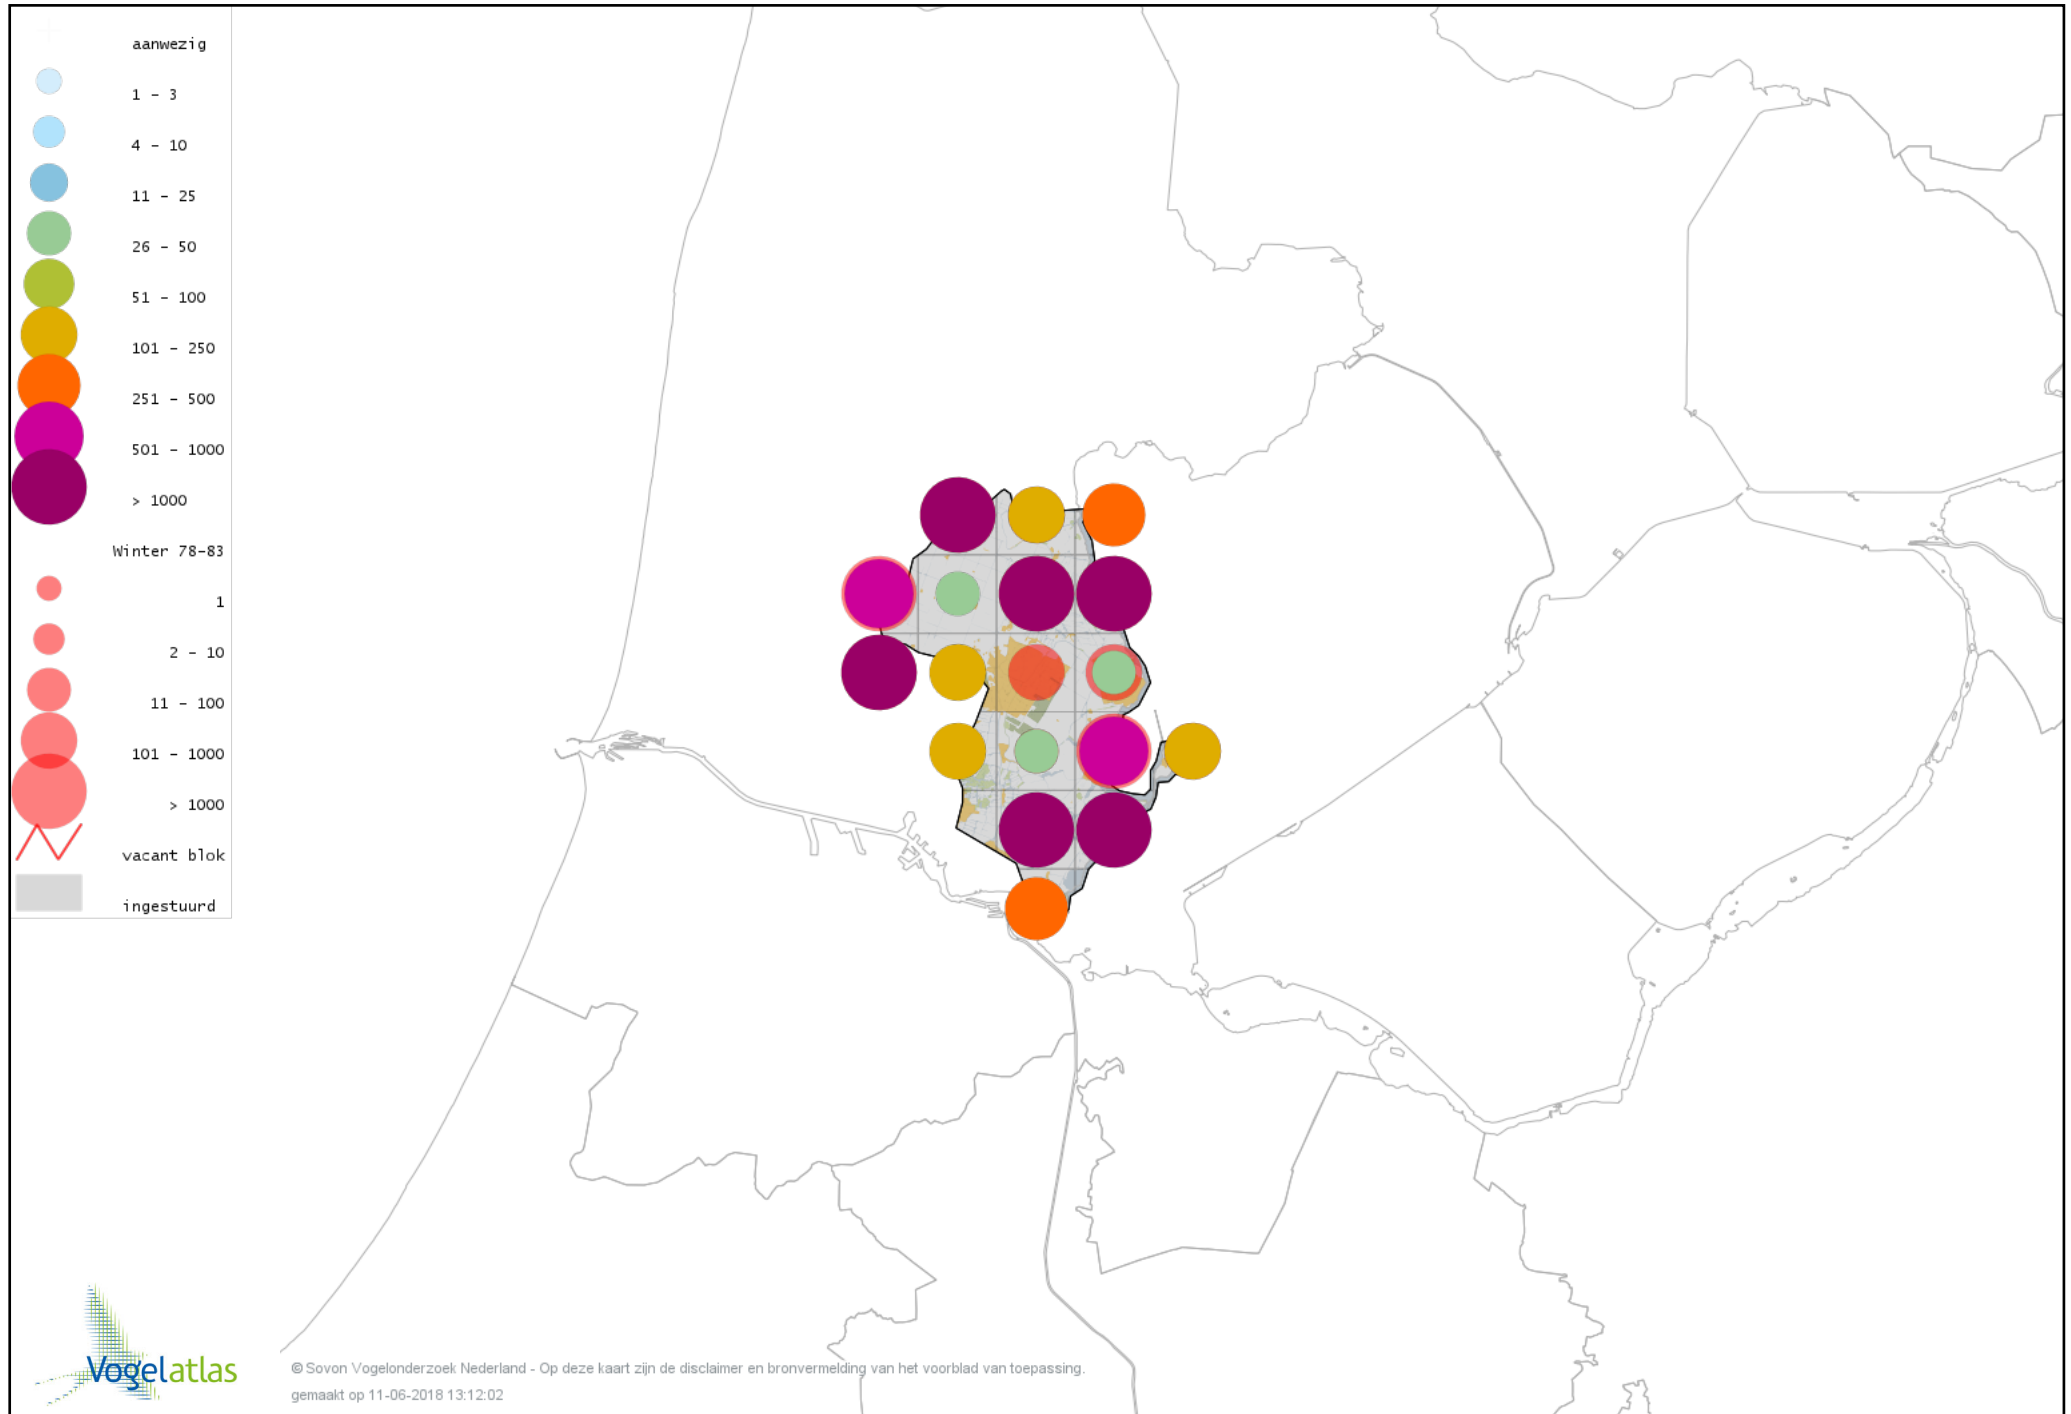 aanwezig
1 - 3
4 - 10
11 - 25
26 - 50
51 - 100
101 - 250
251 - 500
501 - 1000
> 1000
Winter 78-83
1
2 - 10
11 - 100
101 - 1000
> 1000
vacant blok
ingestuurd
Vogelatlas
© Sovon Vogelonderzoek Nederland - Op deze kaart zijn de disclaimer en bronvermelding van het voorblad van toepassing.
gemaakt op 11-06-2018 13:12:02